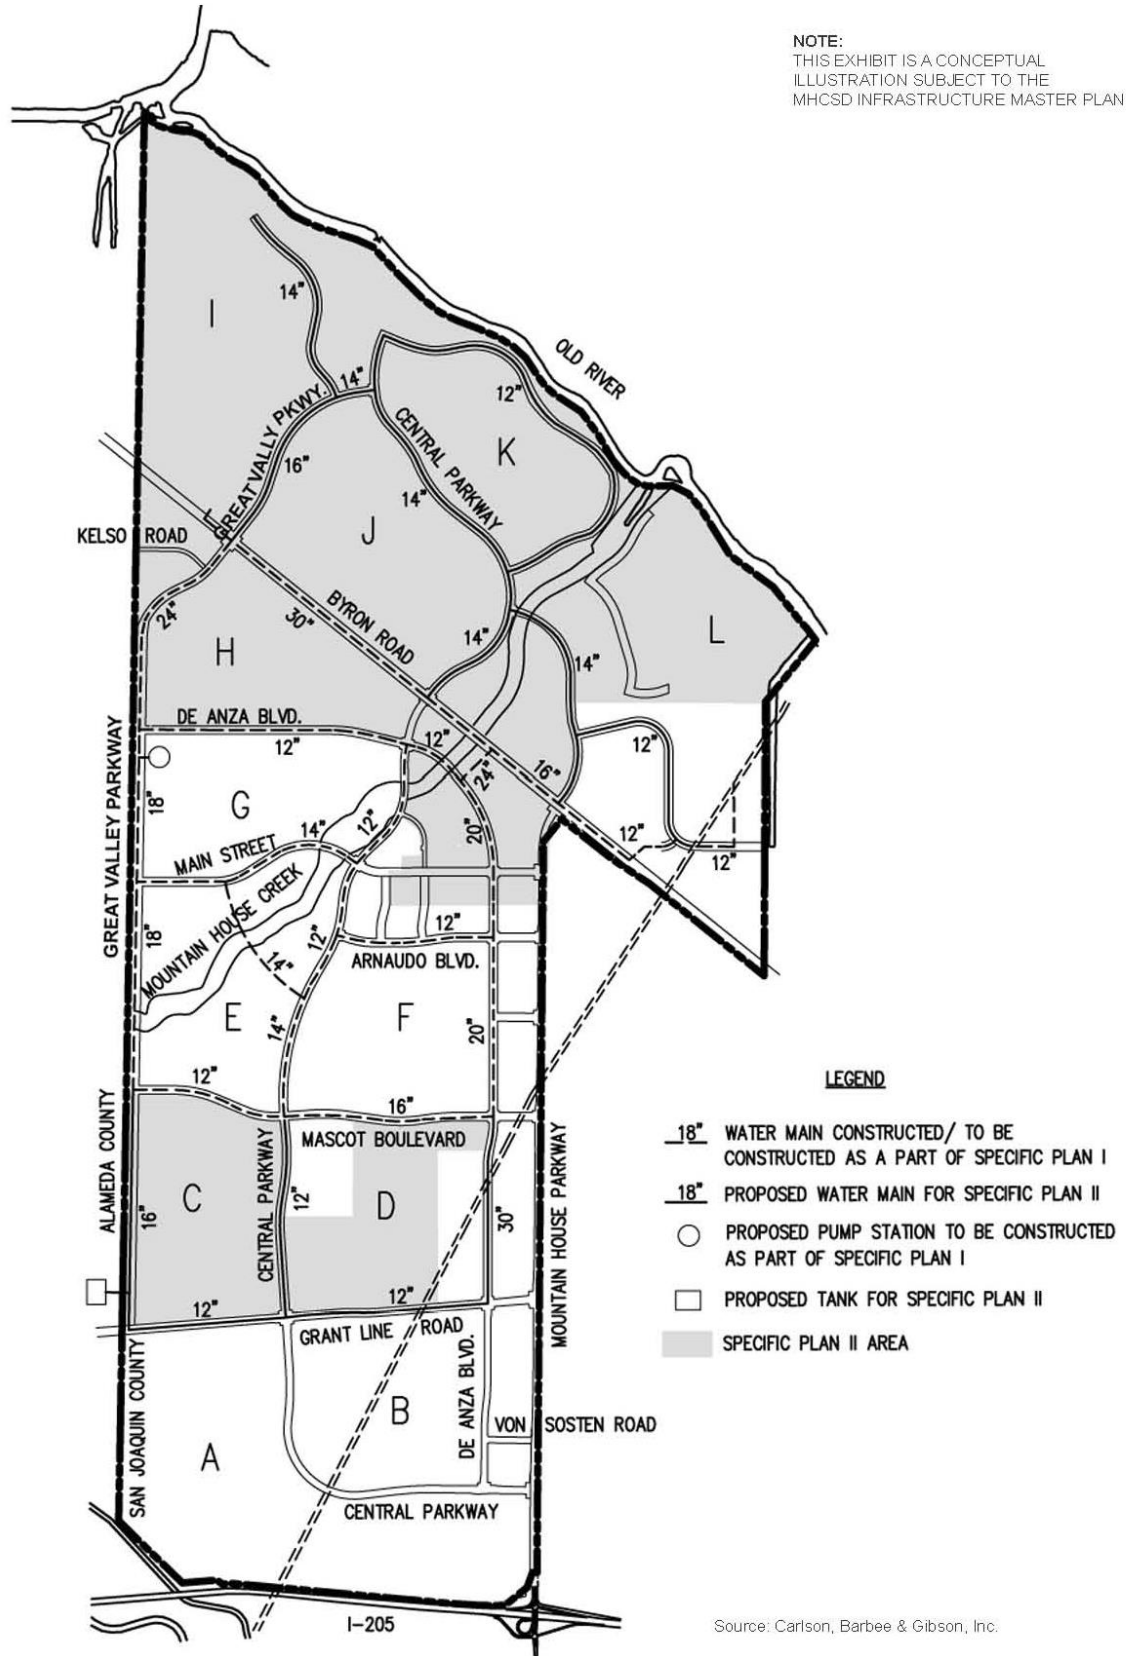 NOTE:
THIS EXHIBIT IS A CONCEPTUAL
ILLUSTRATION SUBJECT TO THE
MHCSD INFRASTRUCTURE MASTER PLAN
I
14"
OLD RIVER
14"
12"
GREAT VALLY PKWY.
CENTRAL PARKWAY
K
16"
14"
J
KELSO ROAD
24"
30"
BYRON ROAD
L
H
14"
14"
DE ANZA BLVD.
12"
12"
12"
24"
16"
GREAT VALLEY PARKWAY
18"
G
14"
12"
20"
12"
12"
MAIN STREET
MOUNTAIN HOUSE CREEK
18"
12"
12"
14"
ARNAUDO BLVD.
E
14"
F
20"
12"
16"
MASCOT BOULEVARD
ALAMEDA COUNTY
C
16"
CENTRAL PARKWAY
12"
D
30"
MOUNTAIN HOUSE PARKWAY
12"
12"
GRANT LINE ROAD
SAN JOAQUIN COUNTY
B
DE ANZA BLVD.
VON SOSTEN ROAD
A
CENTRAL PARKWAY
I-205
LEGEND
18" WATER MAIN CONSTRUCTED/ TO BE
CONSTRUCTED AS A PART OF SPECIFIC PLAN I
18" PROPOSED WATER MAIN FOR SPECIFIC PLAN II
PROPOSED PUMP STATION TO BE CONSTRUCTED
AS PART OF SPECIFIC PLAN I
PROPOSED TANK FOR SPECIFIC PLAN II
SPECIFIC PLAN II AREA
Source: Carlson, Barbee & Gibson, Inc.